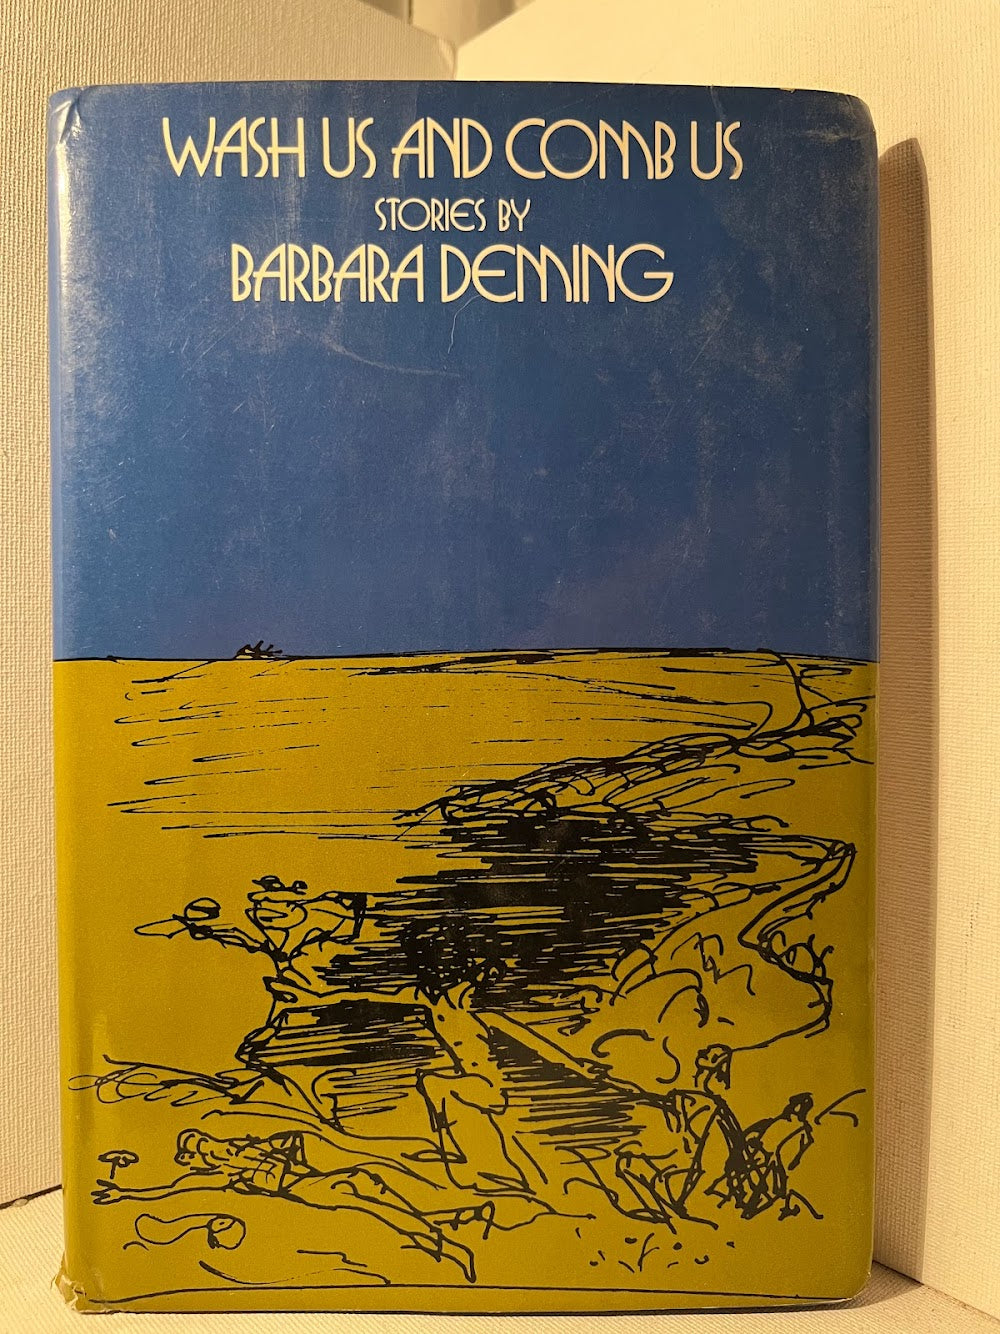 WASH US AND COMB US
STORIES BY
BARBARA DEMING